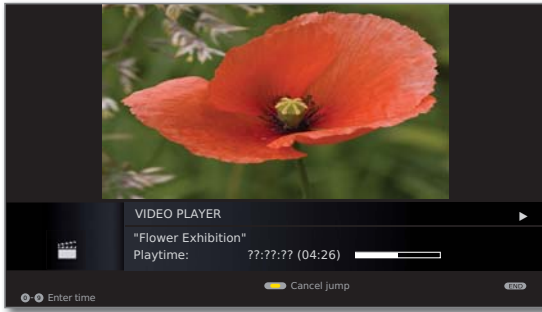 VIDEO PLAYER
"Flower Exhibition"
Playtime: ??:??:?? (04:26)
Cancel jump
END
0-9 Enter time